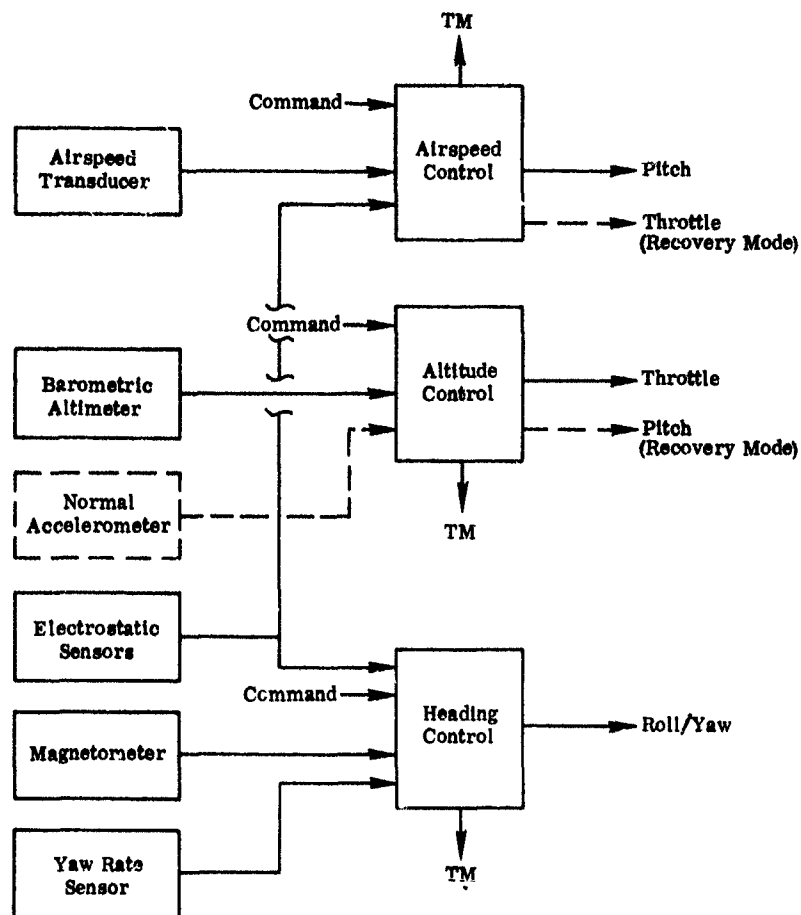 TM
Command
Airspeed
Transducer
Airspeed
Control
Pitch
Throttle
(Recovery Mode)
Command
Barometric
Altimeter
Altitude
Control
Throttle
Pitch
(Recovery Mode)
Normal
Accelerometer
TM
Electrostatic
Sensors
Command
Heading
Control
Roll/Yaw
Magnetometer
Yaw Rate
Sensor
TM